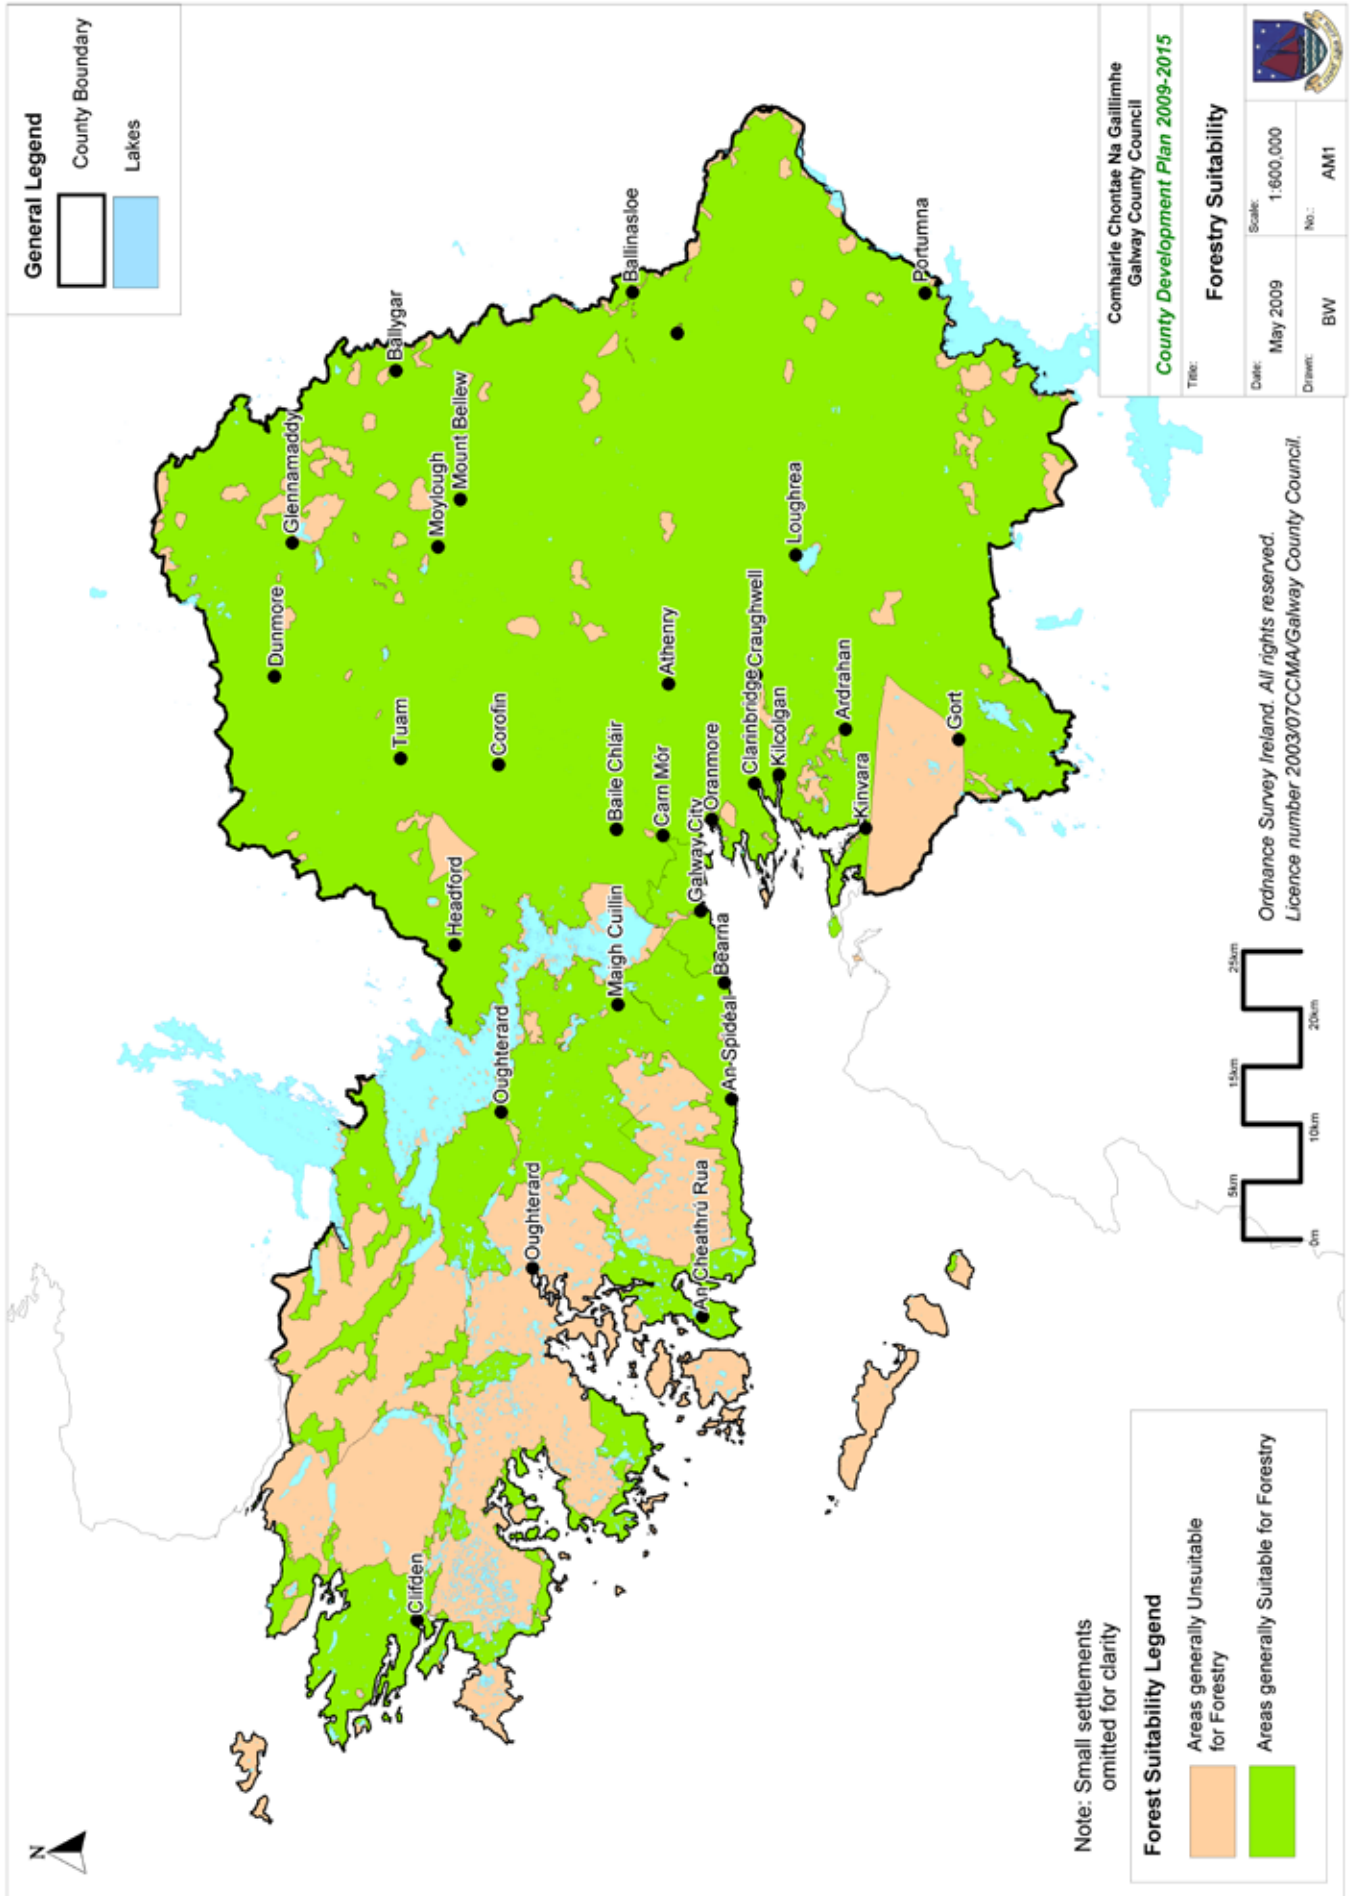 N
General Legend
County Boundary
Lakes
Glennamaddy
Dunmore
Ballygar
Tuam
Moylough
Mount Bellew
Headford
Corofin
Clifden
Oughterard
Oughterard
Ballinasloe
Baile Chláir
Maigh Cuillin
Carn Mór
Athenry
Galway City
Oranmore
An Cheathrú Rua
Bearna
An Spidéal
Clarinbridge
Craughwell
Kilcolgan
Loughrea
Ardrahan
Kinvara
Portumna
Gort
Note: Small settlements
omitted for clarity
Forest Suitability Legend
Areas generally Unsuitable
for Forestry
Areas generally Suitable for Forestry
0m
5km
10km
15km
20km
25km
Ordnance Survey Ireland. All rights reserved.
Licence number 2003/07CCMA/Galway County Council.
Comhairle Chontae Na Gaillimhe
Galway County Council
County Development Plan 2009-2015
Title:
Forestry Suitability
Date:
May 2009
Scale:
1:600,000
Drawn:
BW
No.:
AM1